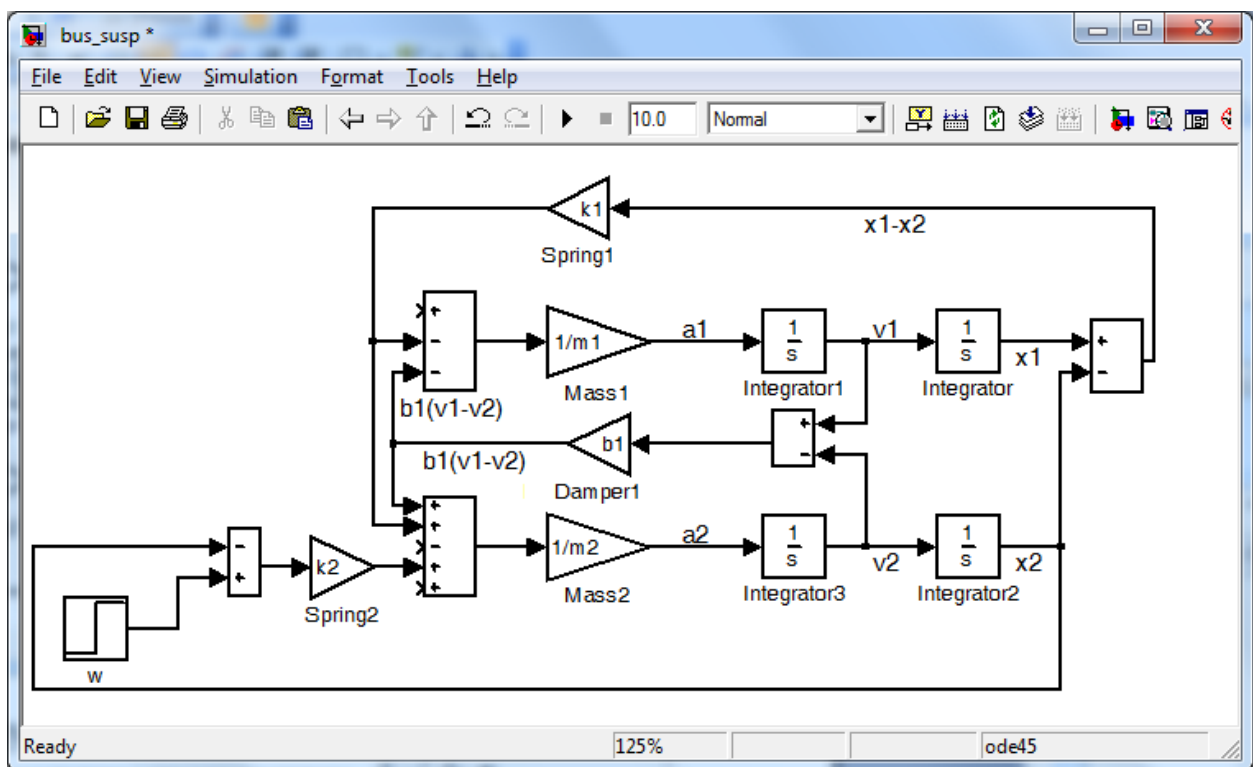 bus_susp *
File Edit View Simulation Format Tools Help
10.0 Normal
k1
x1-x2
Spring1
+
-
-
1/m1
a1
1
s
v1
1
s
x1
+
-
Mass1
Integrator1
Integrator
b1(v1-v2)
b1
+
-
b1(v1-v2)
Damper1
+
+
-
+
+
1/m2
a2
1
s
v2
1
s
x2
-
+
k2
Mass2
Integrator3
Integrator2
Spring2
w
Ready 125% ode45